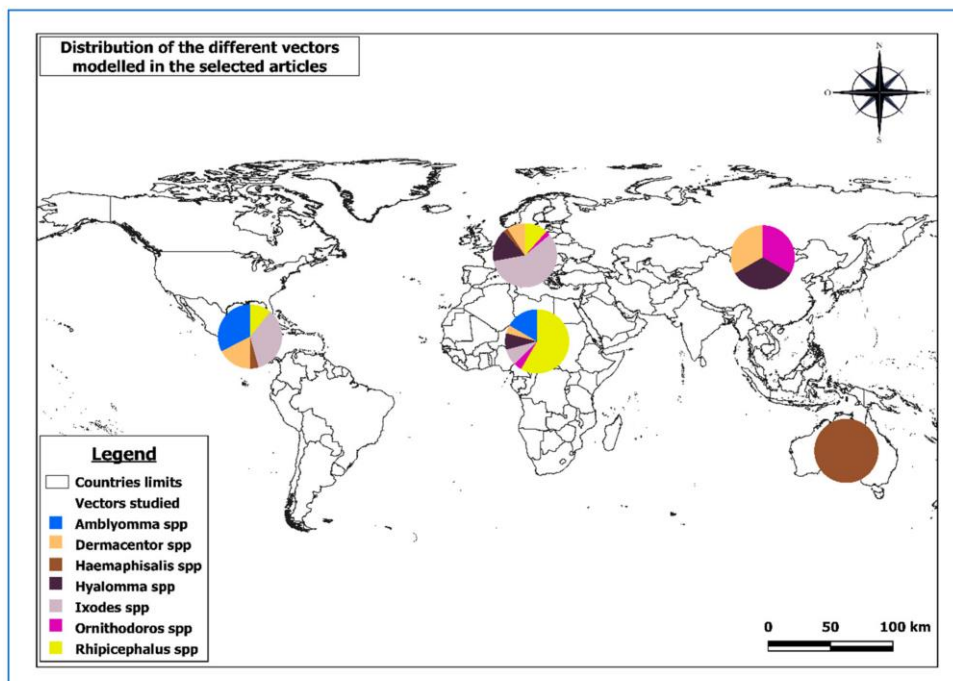 Distribution of the different vectors
modelled in the selected articles
N
O
E
S
Legend
Countries limits
Vectors studied
Amblyomma spp
Dermacentor spp
Haemaphisalis spp
Hyalomma spp
Ixodes spp
Ornithodoros spp
Rhipicephalus spp
0 50 100 km